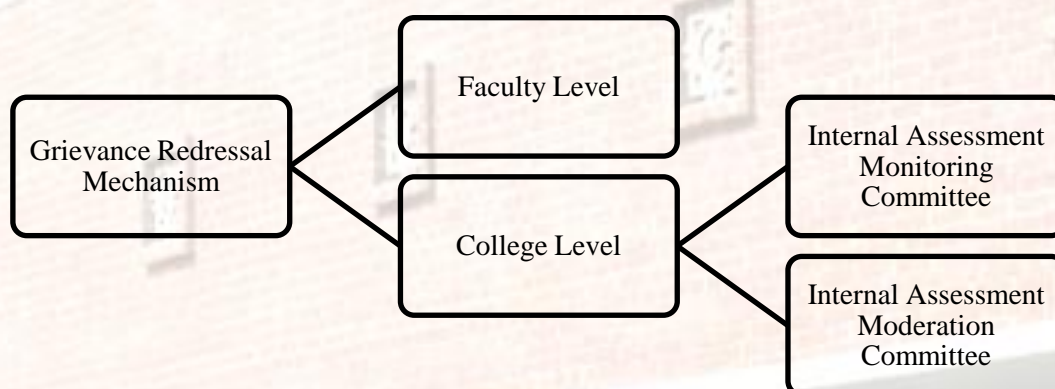 Grievance Redressal
Mechanism
Faculty Level
College Level
Internal Assessment
Monitoring
Committee
Internal Assessment
Moderation
Committee